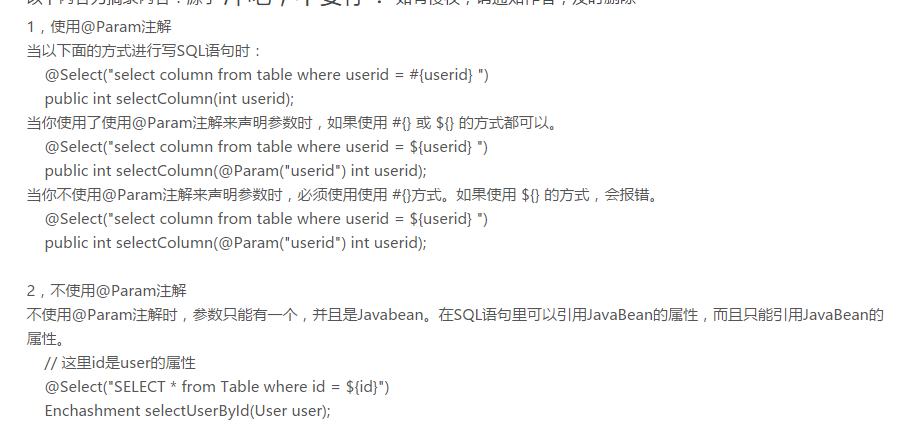 1，使用@Param注解
当以下面的方式进行写SQL语句时：
@Select("select column from table where userid = #{userid} ")
public int selectColumn(int userid);
当你使用了使用@Param注解来声明参数时，如果使用 #{} 或 ${} 的方式都可以。
@Select("select column from table where userid = ${userid} ")
public int selectColumn(@Param("userid") int userid);
当你不使用@Param注解来声明参数时，必须使用使用 #{}方式。如果使用 ${} 的方式，会报错。
@Select("select column from table where userid = ${userid} ")
public int selectColumn(@Param("userid") int userid);
2，不使用@Param注解
不使用@Param注解时，参数只能有一个，并且是Javabean。在SQL语句里可以引用JavaBean的属性，而且只能引用JavaBean的
属性。
// 这里id是user的属性
@Select("SELECT * from Table where id = ${id}")
Enchashment selectUserById(User user);